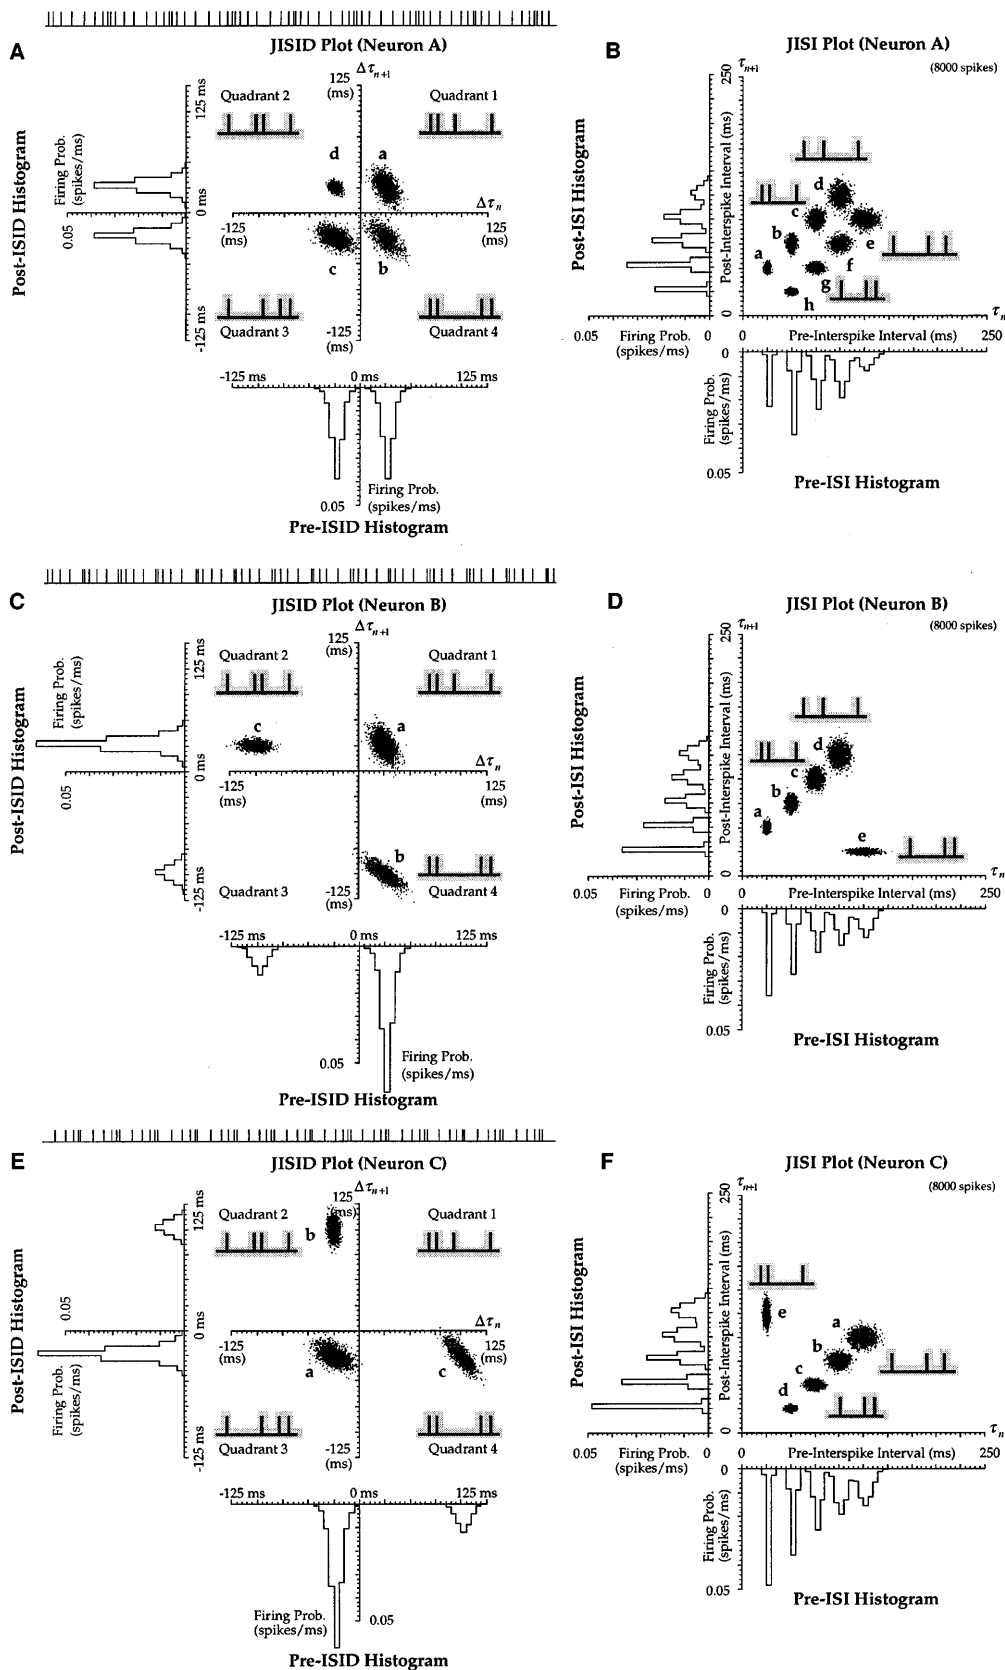 A
JISID Plot (Neuron A)
Δτn+1
125
(ms)
Quadrant 2
Quadrant 1
d
a
Δτn
-125
(ms)
125
(ms)
c
b
Quadrant 3
-125
(ms)
Quadrant 4
Post-ISID Histogram
Firing Prob.
(spikes/ms)
0.05
125 ms
0 ms
-125 ms
-125 ms
0 ms
125 ms
0.05
Firing Prob.
(spikes/ms)
Pre-ISID Histogram
B
JISI Plot (Neuron A)
τn+1
(8000 spikes)
250
Post-ISI Histogram
Post-Interspike Interval (ms)
d
c
b
a
e
f
g
h
0
τn
0.05
Firing Prob.
(spikes/ms)
0
0
Pre-Interspike Interval (ms)
250
0
Firing Prob.
(spikes/ms)
0.05
Pre-ISI Histogram
C
JISID Plot (Neuron B)
Δτn+1
125
(ms)
Quadrant 2
Quadrant 1
c
a
Δτn
-125
(ms)
125
(ms)
b
Quadrant 3
-125
(ms)
Quadrant 4
Post-ISID Histogram
Firing Prob.
(spikes/ms)
0.05
125 ms
0 ms
-125 ms
-125 ms
0 ms
125 ms
0.05
Firing Prob.
(spikes/ms)
Pre-ISID Histogram
D
JISI Plot (Neuron B)
τn+1
(8000 spikes)
250
Post-ISI Histogram
Post-Interspike Interval (ms)
d
c
b
a
e
0
τn
0.05
Firing Prob.
(spikes/ms)
0
0
Pre-Interspike Interval (ms)
250
0
Firing Prob.
(spikes/ms)
0.05
Pre-ISI Histogram
E
JISID Plot (Neuron C)
Δτn+1
125
(ms)
Quadrant 2
Quadrant 1
b
Δτn
-125
(ms)
125
(ms)
a
c
Quadrant 3
-125
(ms)
Quadrant 4
Post-ISID Histogram
0.05
Firing Prob.
(spikes/ms)
125 ms
0 ms
-125 ms
-125 ms
0 ms
125 ms
Firing Prob.
(spikes/ms)
0.05
Pre-ISID Histogram
F
JISI Plot (Neuron C)
τn+1
(8000 spikes)
250
Post-ISI Histogram
Post-Interspike Interval (ms)
e
a
b
c
d
0
τn
0.05
Firing Prob.
(spikes/ms)
0
0
Pre-Interspike Interval (ms)
250
0
Firing Prob.
(spikes/ms)
0.05
Pre-ISI Histogram